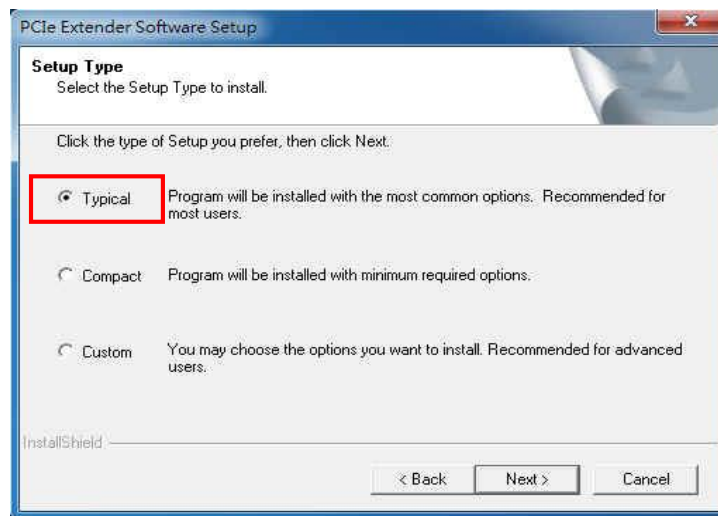 PCIe Extender Software Setup
Setup Type
Select the Setup Type to install.
Click the type of Setup you prefer, then click Next.
Typical
Program will be installed with the most common options. Recommended for
most users.
Compact
Program will be installed with minimum required options.
Custom
You may choose the options you want to install. Recommended for advanced
users.
InstallShield
< Back
Next >
Cancel